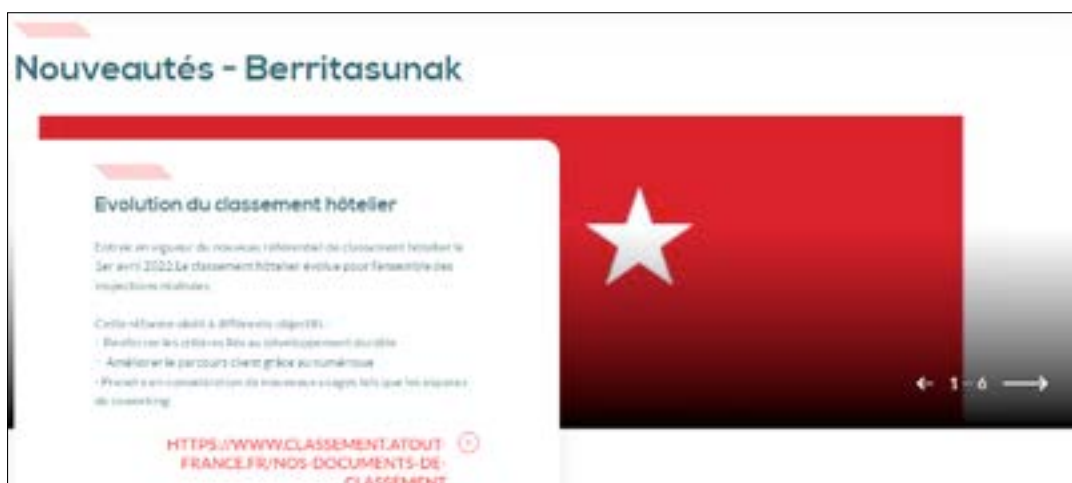 Nouveautés - Berritasunak
Evolution du classement hôtelier
Entrée en vigueur du nouveau référentiel de classement hôtelier le
1er avril 2022.Le classement hôtelier évolue pour l'ensemble des
inspections réalisées.
Cette réforme obéit à différents objectifs :
- Renforcer les critères liés au développement durable
- Améliorer le parcours client grâce au numérique
- Prendre en considération de nouveaux usages tels que les espaces
de coworking
1 - 6
HTTPS://WWW.CLASSEMENT.ATOUT-
FRANCE.FR/NOS-DOCUMENTS-DE-
CLASSEMENT